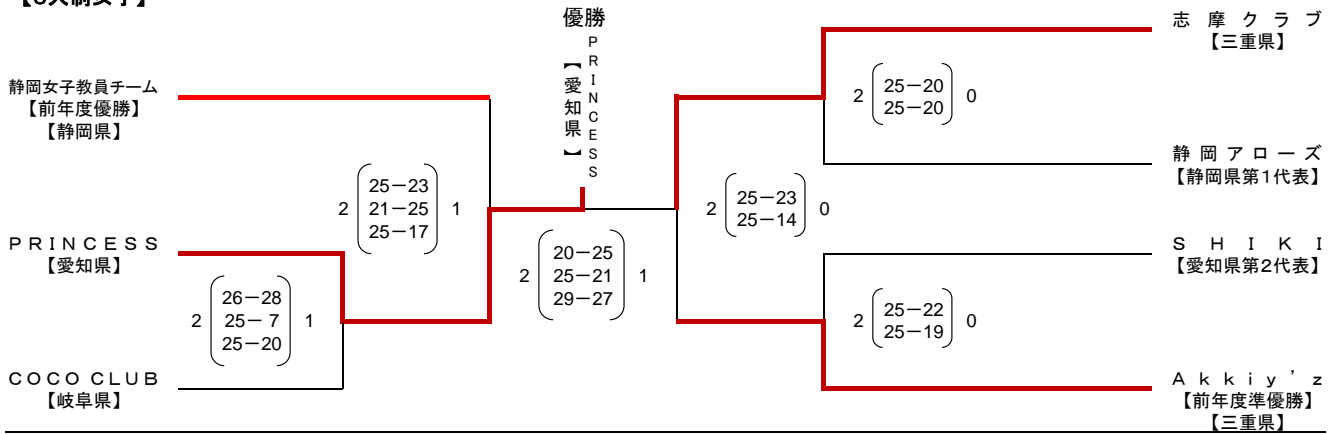 優勝
PRINCESS
【愛知県】
静岡女子教員チーム
【前年度優勝】
【静岡県】
PRINCESS
【愛知県】
COCO CLUB
【岐阜県】
2 26－28 1
25－ 7
25－20
2 25－23 1
21－25
25－17
2 20－25 1
25－21
29－27
2 25－23 0
25－14
2 25－20 0
25－20
2 25－22 0
25－19
志摩クラブ
【三重県】
静岡アローズ
【静岡県第1代表】
SHIKI
【愛知県第2代表】
Akkiy’z
【前年度準優勝】
【三重県】